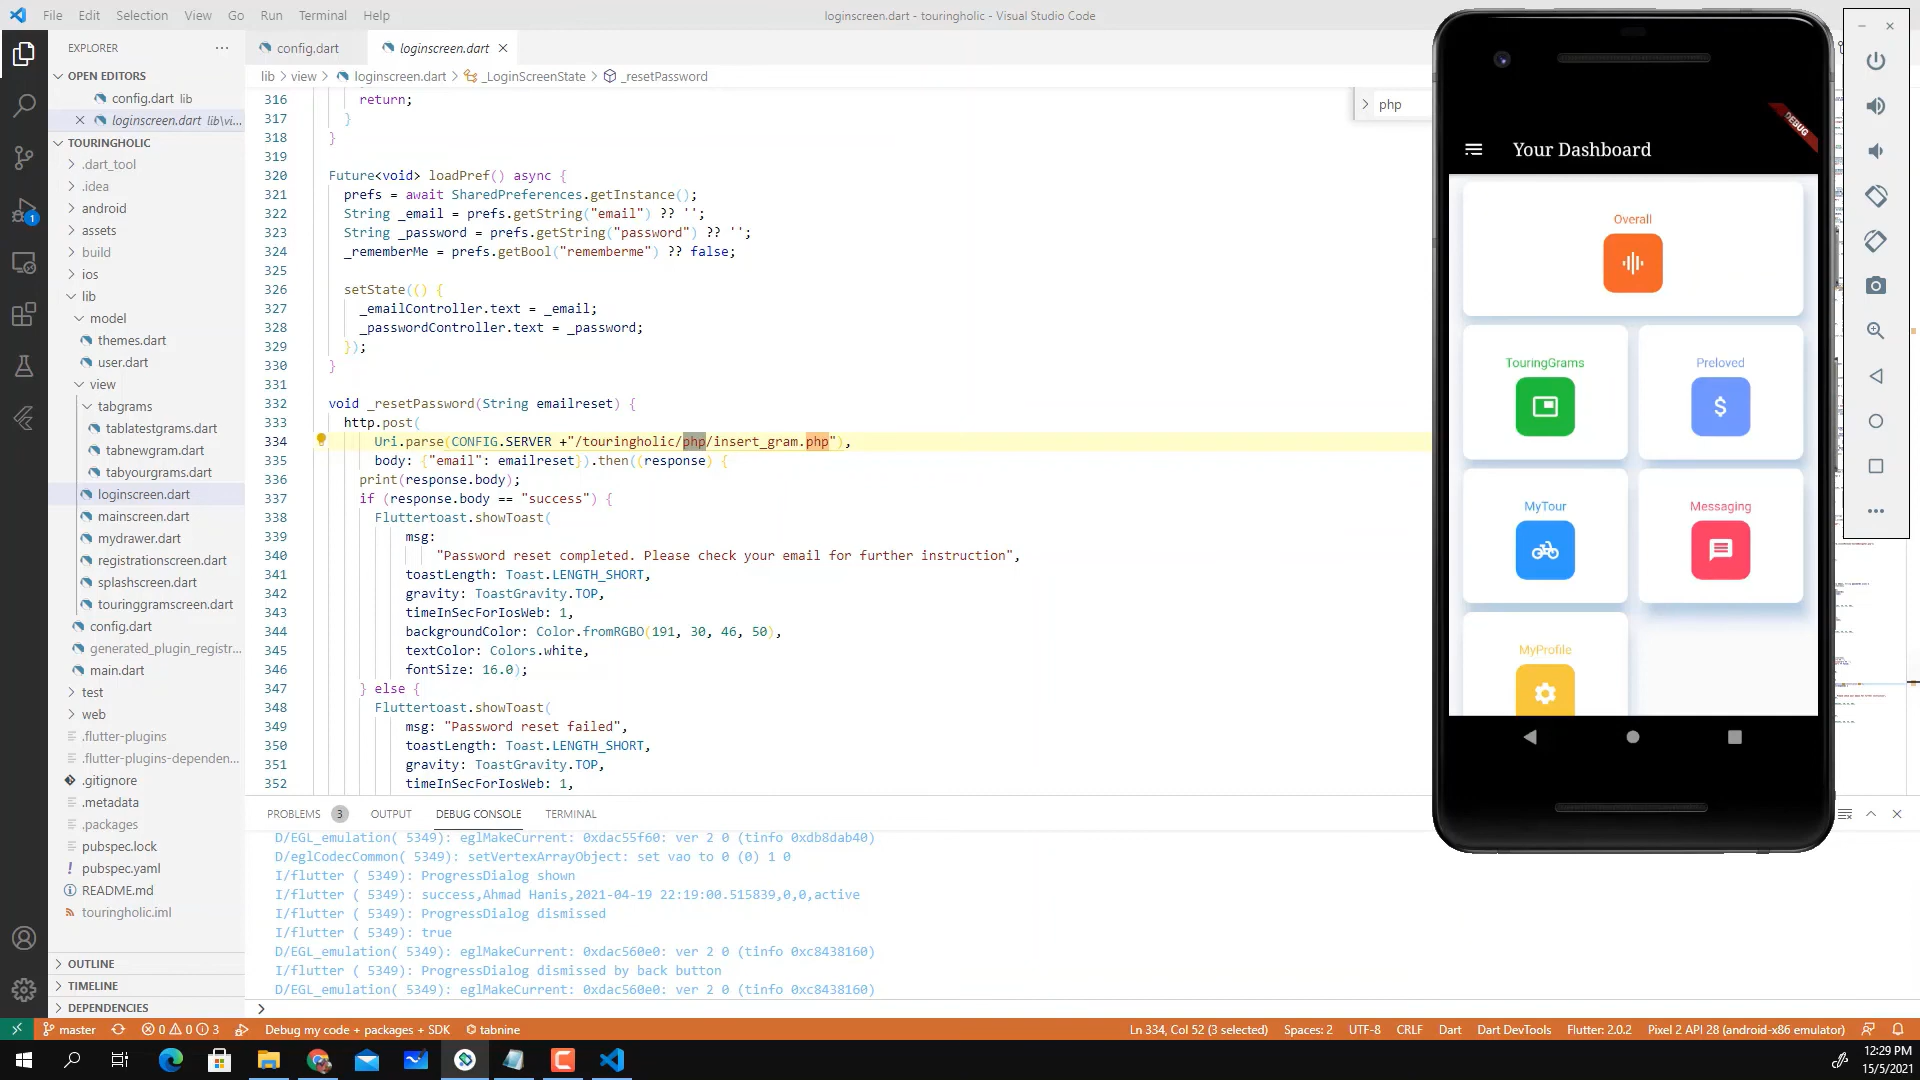 File Edit Selection View Go Run Terminal Help
loginscreen.dart - touringholic - Visual Studio Code
EXPLORER
OPEN EDITORS
config.dart lib
loginscreen.dart lib\vi...
TOURINGHOLIC
.dart_tool
.idea
android
assets
build
ios
lib
model
themes.dart
user.dart
view
tabgrams
tablatestgrams.dart
tabnewgram.dart
tabyourgrams.dart
loginscreen.dart
mainscreen.dart
mydrawer.dart
registrationscreen.dart
splashscreen.dart
touringgramscreen.dart
config.dart
generated_plugin_registr...
main.dart
test
web
.flutter-plugins
.flutter-plugins-dependen...
.gitignore
.metadata
.packages
pubspec.lock
pubspec.yaml
README.md
touringholic.iml
OUTLINE
TIMELINE
DEPENDENCIES
config.dart
loginscreen.dart
lib > view > loginscreen.dart > _LoginScreenState > _resetPassword
php
316 return;
317 }
318 }
319
320 Future<void> loadPref() async {
321 prefs = await SharedPreferences.getInstance();
322 String _email = prefs.getString("email") ?? '';
323 String _password = prefs.getString("password") ?? '';
324 _rememberMe = prefs.getBool("rememberme") ?? false;
325
326 setState(() {
327 _emailController.text = _email;
328 _passwordController.text = _password;
329 });
330 }
331
332 void _resetPassword(String emailreset) {
333 http.post(
334 Uri.parse(CONFIG.SERVER +"/touringholic/php/insert_gram.php"),
335 body: {"email": emailreset}).then((response) {
336 print(response.body);
337 if (response.body == "success") {
338 Fluttertoast.showToast(
339 msg:
340 "Password reset completed. Please check your email for further instruction",
341 toastLength: Toast.LENGTH_SHORT,
342 gravity: ToastGravity.TOP,
343 timeInSecForIosWeb: 1,
344 backgroundColor: Color.fromRGBO(191, 30, 46, 50),
345 textColor: Colors.white,
346 fontSize: 16.0);
347 } else {
348 Fluttertoast.showToast(
349 msg: "Password reset failed",
350 toastLength: Toast.LENGTH_SHORT,
351 gravity: ToastGravity.TOP,
352 timeInSecForIosWeb: 1,
PROBLEMS 3 OUTPUT DEBUG CONSOLE TERMINAL
D/EGL_emulation( 5349): eglMakeCurrent: 0xdac55f60: ver 2 0 (tinfo 0xdb8dab40)
D/eglCodecCommon( 5349): setVertexArrayObject: set vao to 0 (0) 1 0
I/flutter ( 5349): ProgressDialog shown
I/flutter ( 5349): success,Ahmad Hanis,2021-04-19 22:19:00.515839,0,0,active
I/flutter ( 5349): ProgressDialog dismissed
I/flutter ( 5349): true
D/EGL_emulation( 5349): eglMakeCurrent: 0xdac560e0: ver 2 0 (tinfo 0xc8438160)
I/flutter ( 5349): ProgressDialog dismissed by back button
D/EGL_emulation( 5349): eglMakeCurrent: 0xdac560e0: ver 2 0 (tinfo 0xc8438160)
DEBUG
Your Dashboard
Overall
TouringGrams
Preloved
MyTour
Messaging
MyProfile
1
master 0 0 3 Debug my code + packages + SDK tabnine
Ln 334, Col 52 (3 selected) Spaces: 2 UTF-8 CRLF Dart Dart DevTools Flutter: 2.0.2 Pixel 2 API 28 (android-x86 emulator)
12:29 PM
15/5/2021